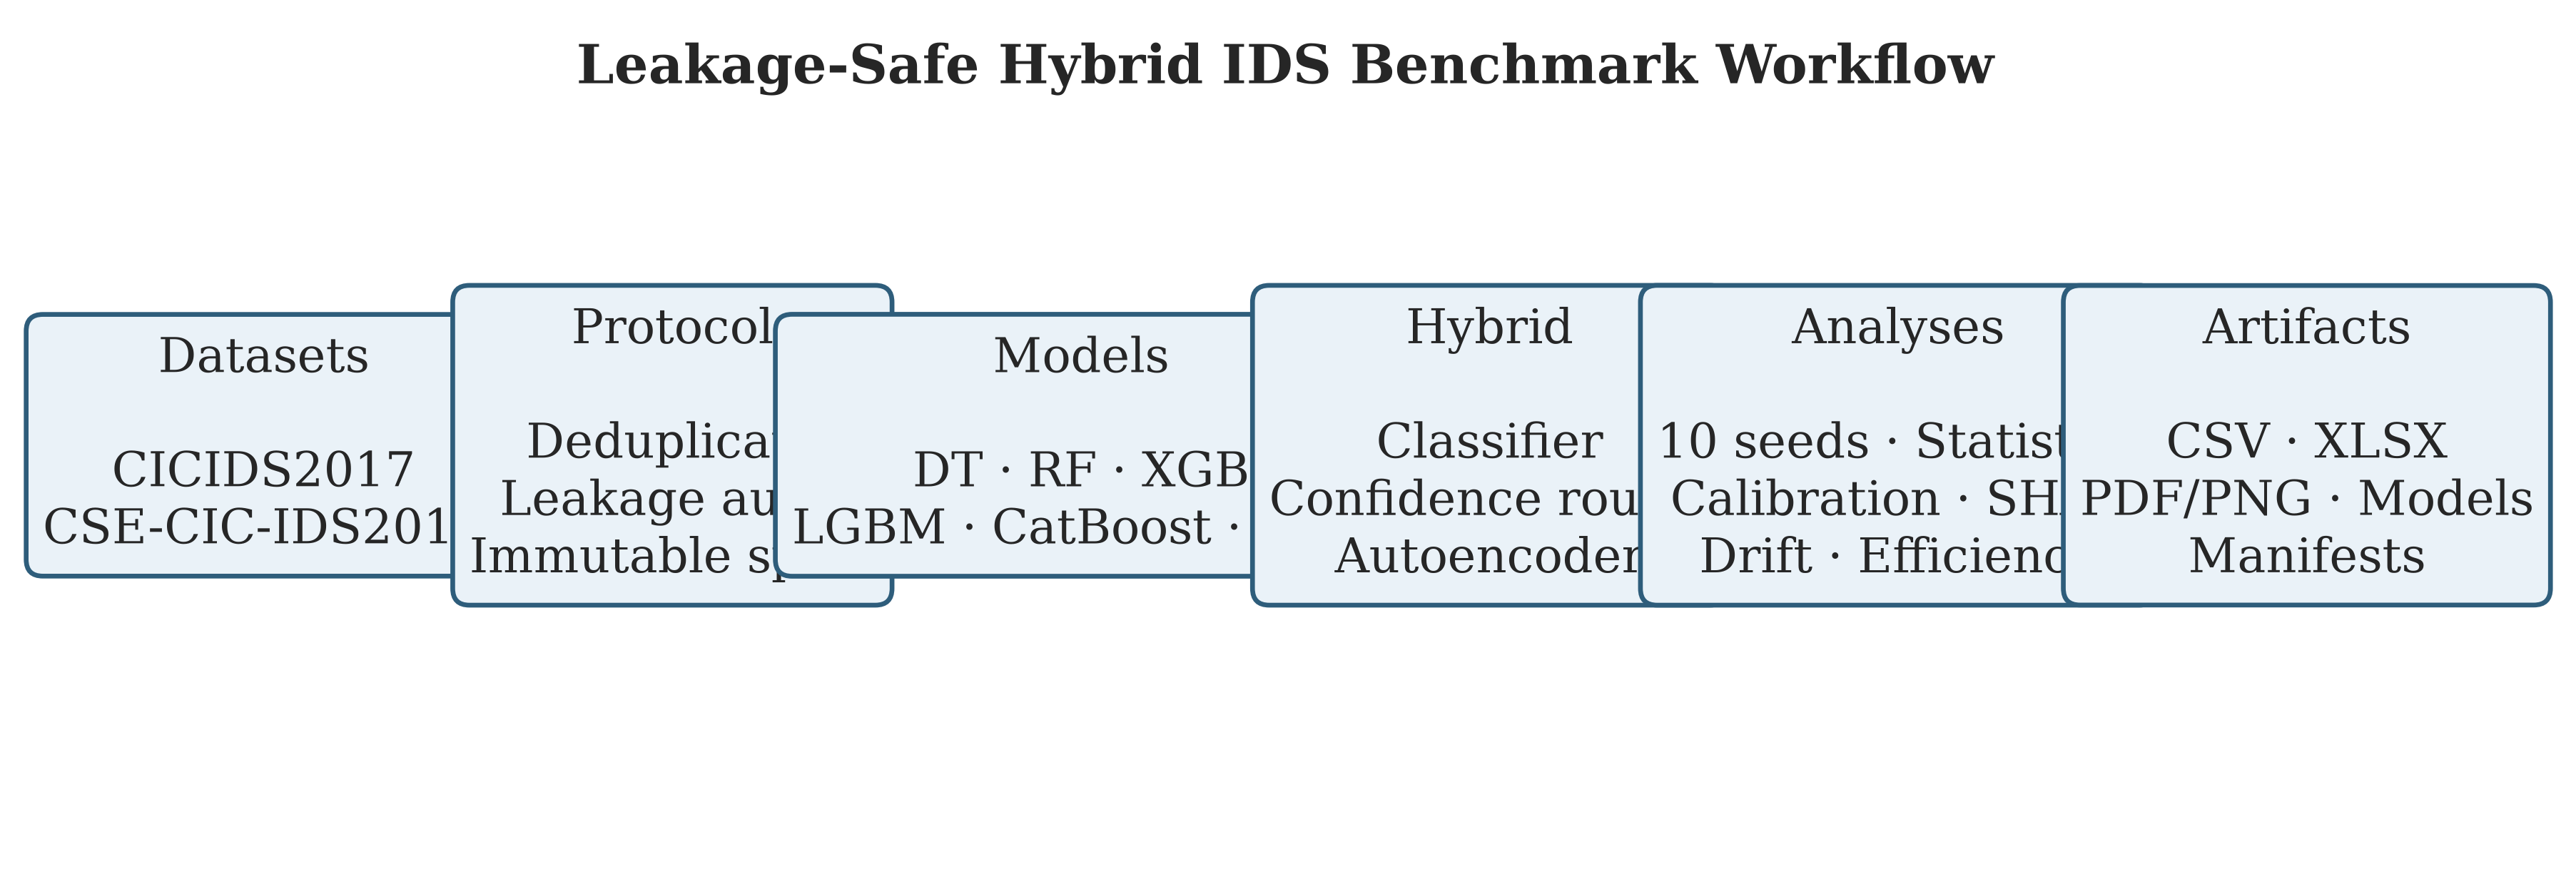 Leakage-Safe Hybrid IDS Benchmark Workflow
Datasets
CICIDS2017
CSE-CIC-IDS201
Protocol
Deduplica
Leakage au
Immutable
Models
DT · RF · XGB
LGBM · CatBoost ·
Hybrid
Classifier
Confidence rou
Autoencoder
Analyses
10 seeds · Statist
Calibration · SH
Drift · Efficienc
Artifacts
CSV · XLSX
PDF/PNG · Models
Manifests